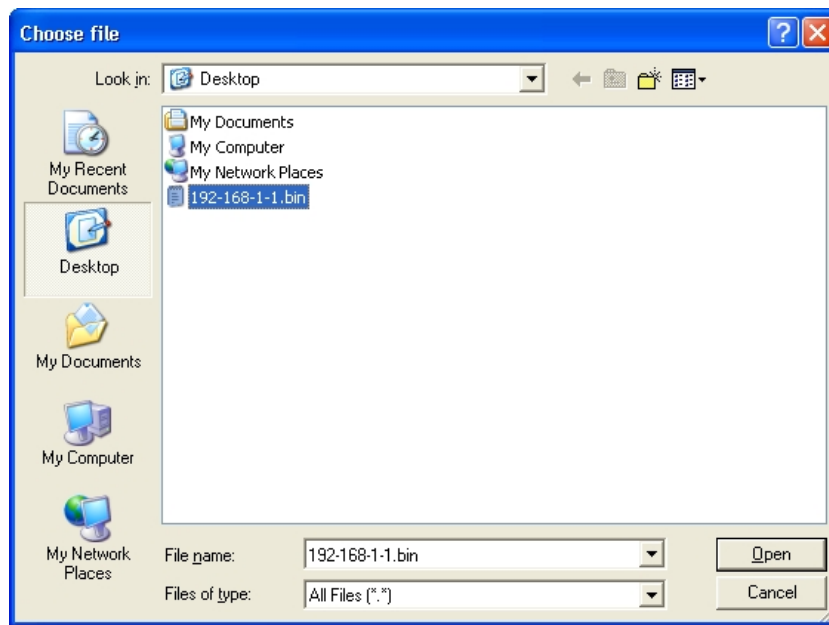 Choose file
Look in:
Desktop
My Recent
Documents
Desktop
My Documents
My Computer
My Network
Places
My Documents
My Computer
My Network Places
192-168-1-1.bin
File name:
192-168-1-1.bin
Open
Files of type:
All Files (*.*)
Cancel